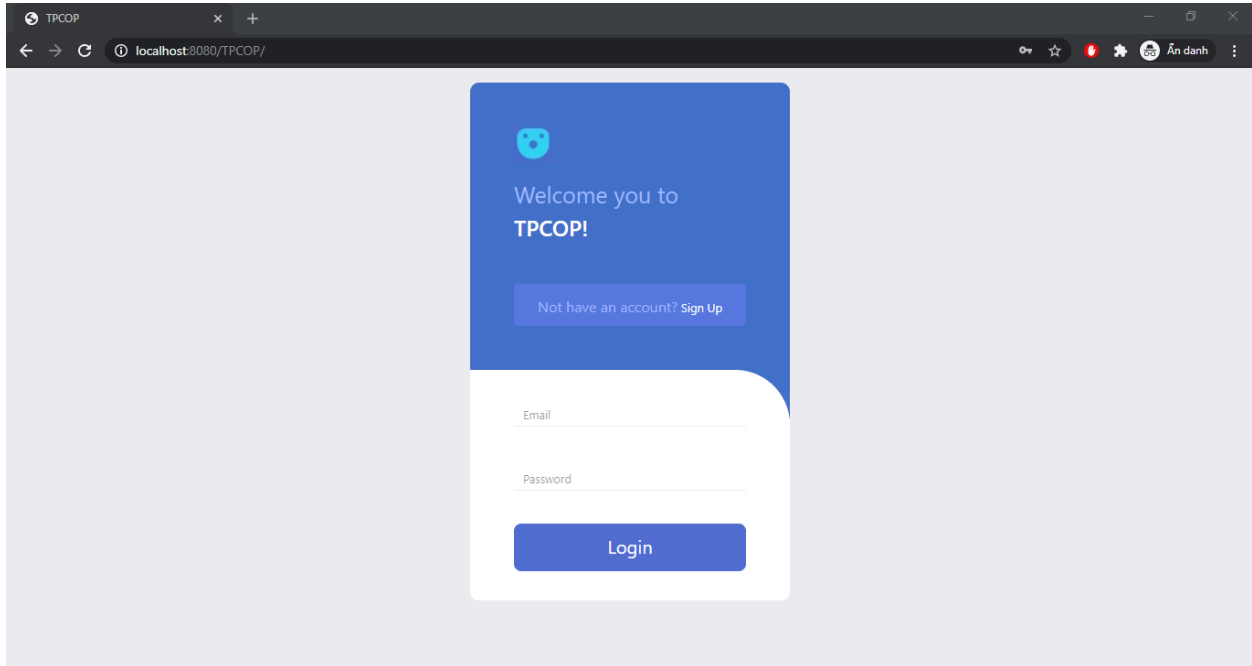 TPCOP
localhost:8080/TPCOP/
Ẩn danh
Welcome you to
TPCOP!
Not have an account? Sign Up
Email
Password
Login